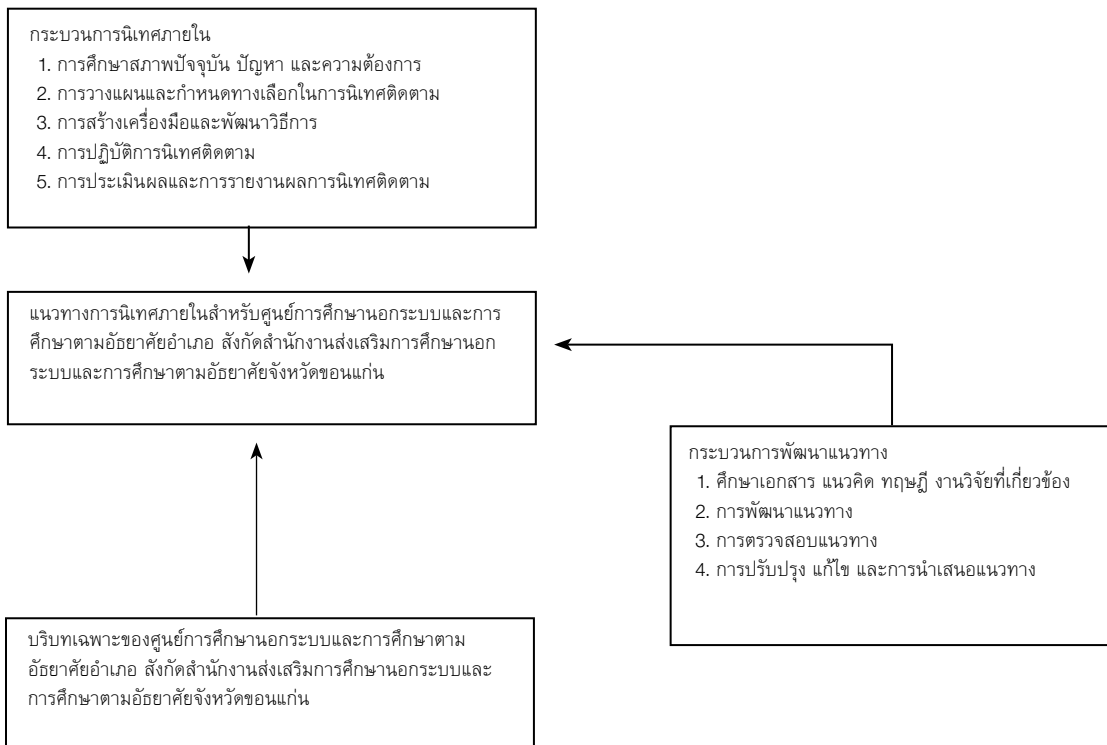 กระบวนการนิเทศภายใน
1. การศึกษาสภาพปัจจุบัน ปัญหา และความต้องการ
2. การวางแผนและกำหนดทางเลือกในการนิเทศติดตาม
3. การสร้างเครื่องมือและพัฒนาวิธีการ
4. การปฏิบัติการนิเทศติดตาม
5. การประเมินผลและการรายงานผลการนิเทศติดตาม
แนวทางการนิเทศภายในสำหรับศูนย์การศึกษานอกระบบและการ
ศึกษาตามอัธยาศัยอำเภอ สังกัดสำนักงานส่งเสริมการศึกษานอก
ระบบและการศึกษาตามอัธยาศัยจังหวัดขอนแก่น
กระบวนการพัฒนาแนวทาง
1. ศึกษาเอกสาร แนวคิด ทฤษฎี งานวิจัยที่เกี่ยวข้อง
2. การพัฒนาแนวทาง
3. การตรวจสอบแนวทาง
4. การปรับปรุง แก้ไข และการนำเสนอแนวทาง
บริบทเฉพาะของศูนย์การศึกษานอกระบบและการศึกษาตาม
อัธยาศัยอำเภอ สังกัดสำนักงานส่งเสริมการศึกษานอกระบบและ
การศึกษาตามอัธยาศัยจังหวัดขอนแก่น